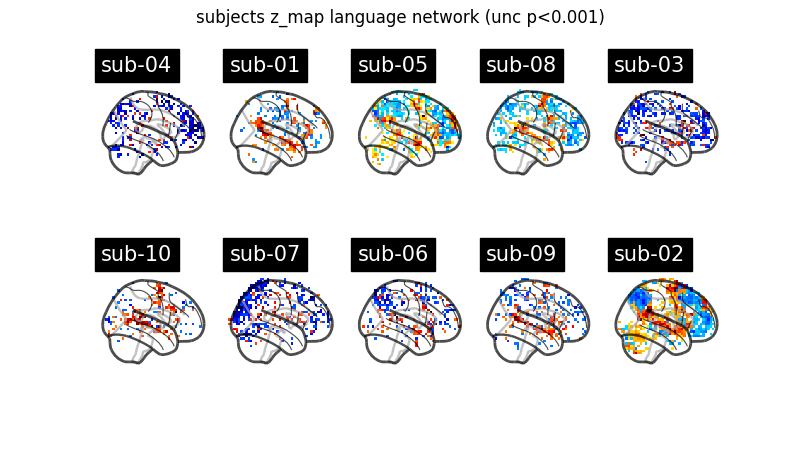 subjects z_map language network (unc p<0.001)
sub-04 sub-01 sub-05 sub-08 sub-03
sub-10 sub-07 sub-06 sub-09 sub-02